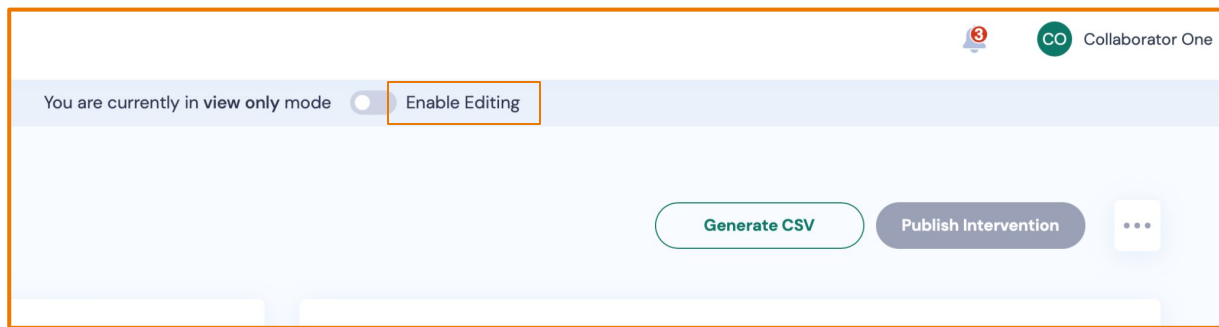 3
CO Collaborator One
You are currently in view only mode Enable Editing
Generate CSV Publish Intervention